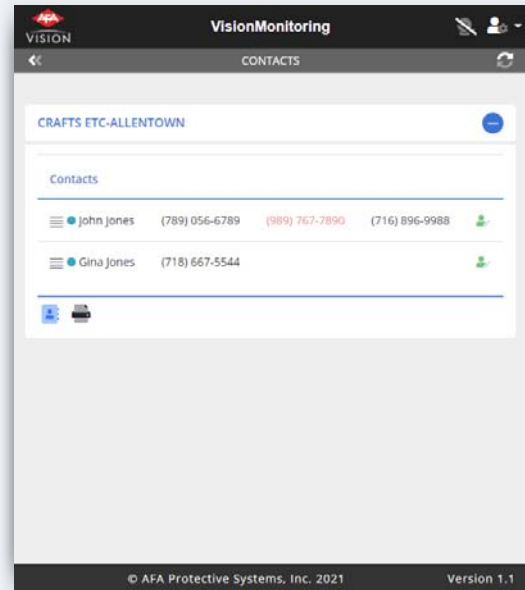 AFA
VISION
VisionMonitoring
CONTACTS
CRAFTS ETC-ALLENTOWN
Contacts
John Jones (789) 056-6789 (989) 767-7890 (716) 896-9988
Gina Jones (718) 667-5544
© AFA Protective Systems, Inc. 2021 Version 1.1